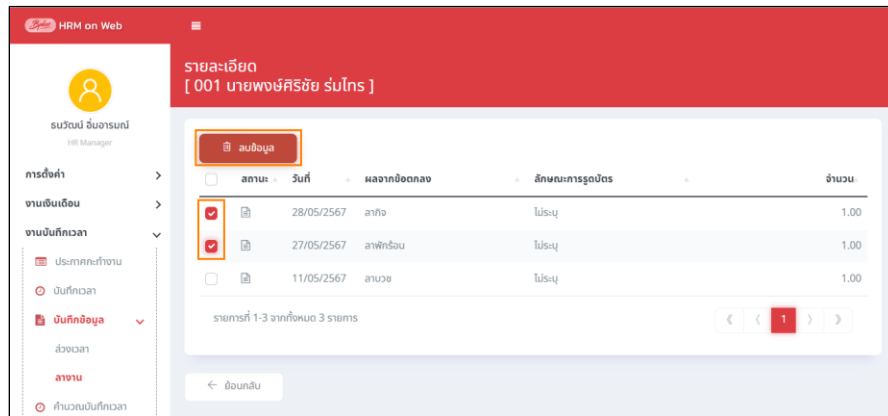 Byte HRM on Web
รายละเอียด
[ 001 นายพงษ์ศิริชัย ร่มไทร ]
ธนวัฒน์ อิ่มอารมณ์
HR Manager
การตั้งค่า
งานเงินเดือน
งานบันทึกเวลา
ประกาศกะทำงาน
บันทึกเวลา
บันทึกข้อมูล
ล่วงเวลา
ลางาน
คำนวณบันทึกเวลา
ลบข้อมูล
สถานะ วันที่ ผลจากข้อตกลง ลักษณะการรูดบัตร จำนวน
28/05/2567 ลากิจ ไม่ระบุ 1.00
27/05/2567 ลาพักร้อน ไม่ระบุ 1.00
11/05/2567 ลาบวช ไม่ระบุ 1.00
รายการที่ 1-3 จากทั้งหมด 3 รายการ
1
ย้อนกลับ